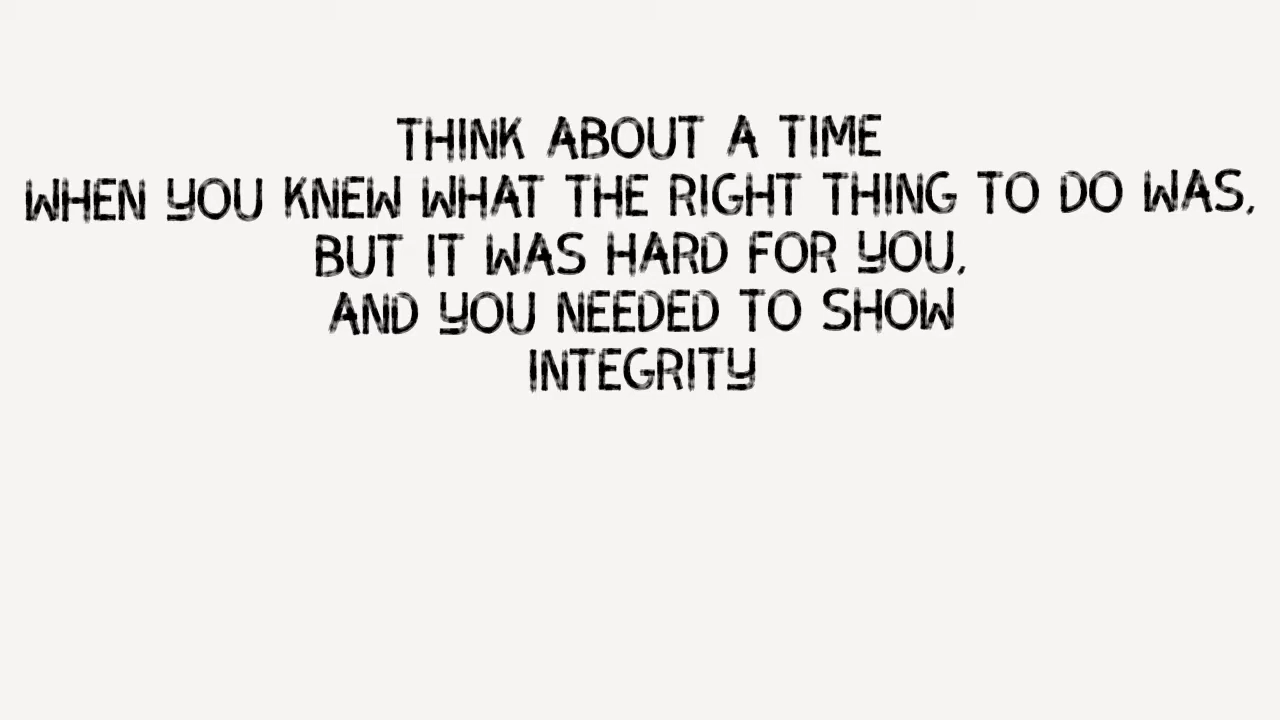 THINK ABOUT A TIME
WHEN YOU KNEW WHAT THE RIGHT THING TO DO WAS,
BUT IT WAS HARD FOR YOU,
AND YOU NEEDED TO SHOW
INTEGRITY